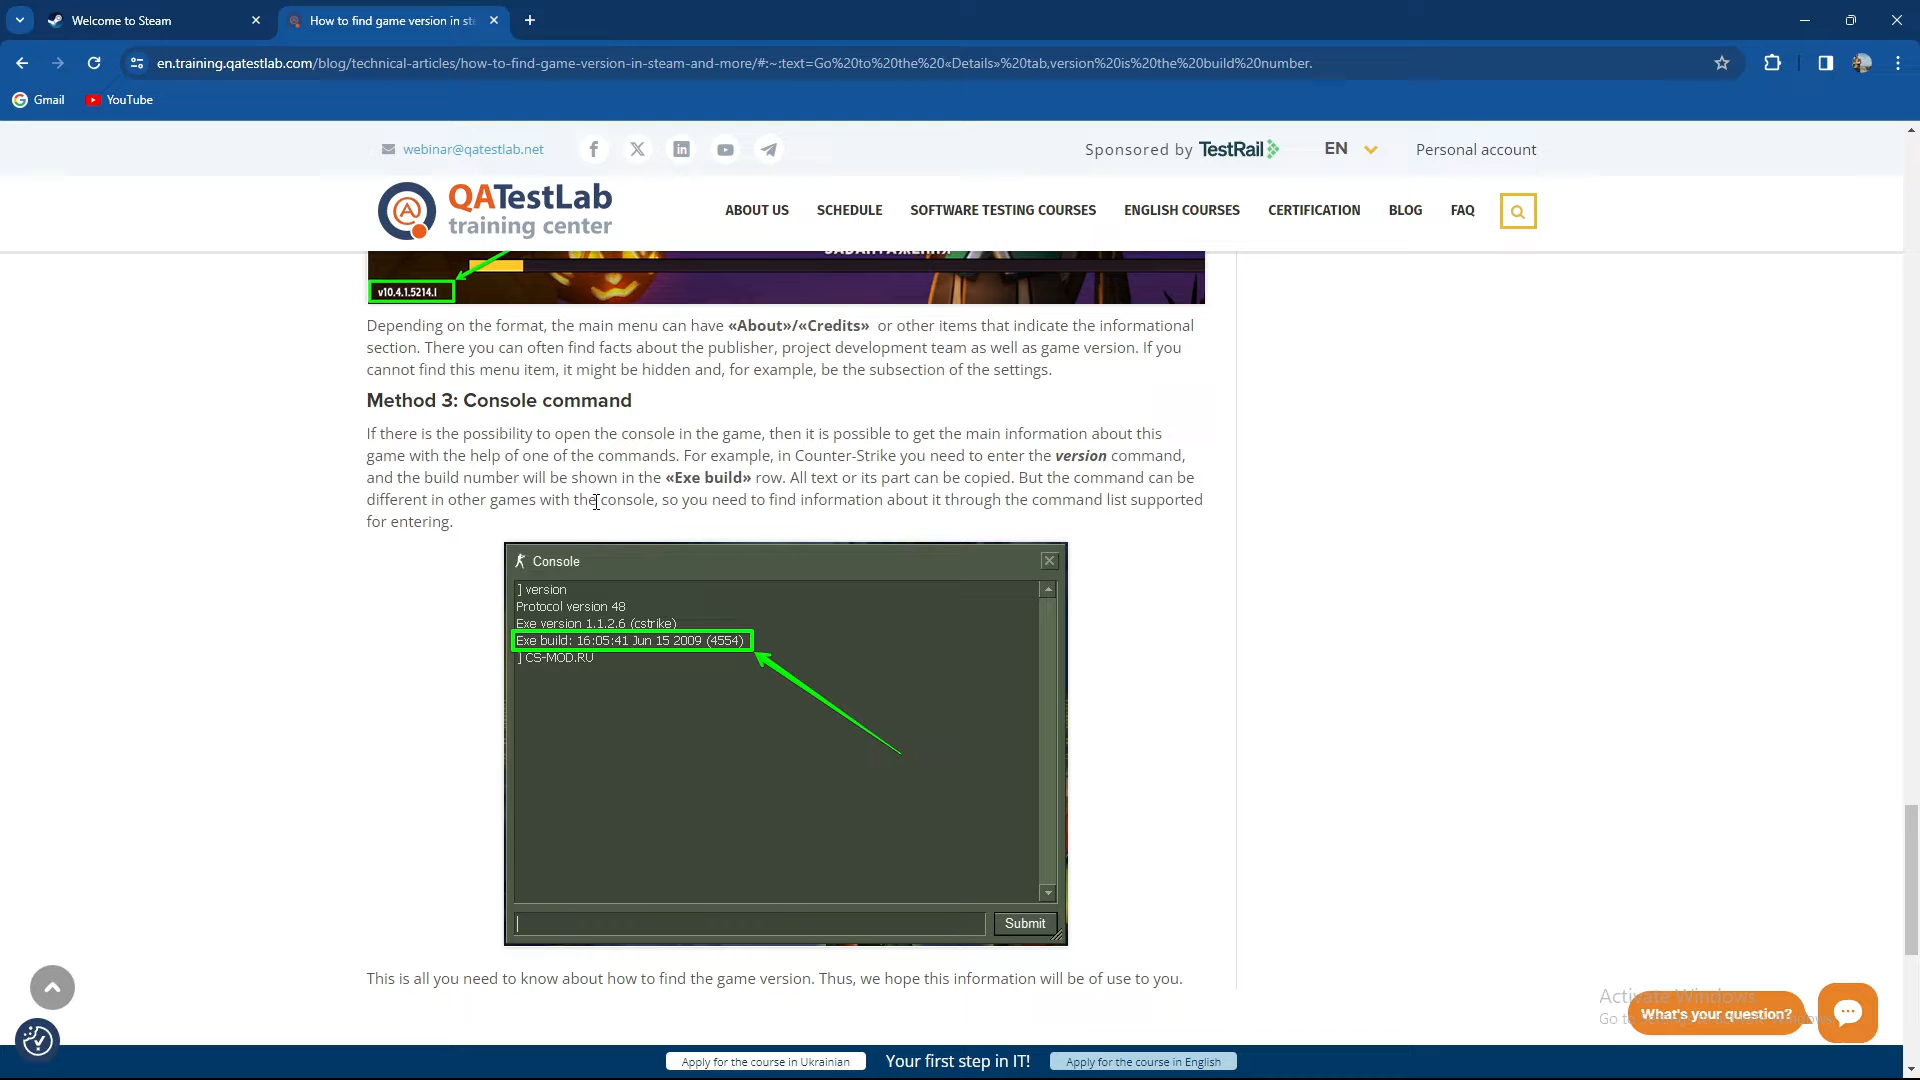 Welcome to Steam
How to find game version in st
en.training.qatestlab.com/blog/technical-articles/how-to-find-game-version-in-steam-and-more/#:~:text=Go%20to%20the%20«Details»%20tab,version%20is%20the%20build%20number.
Gmail
YouTube
webinar@qatestlab.net
Sponsored by TestRail
EN
Personal account
QATestLab
training center
ABOUT US
SCHEDULE
SOFTWARE TESTING COURSES
ENGLISH COURSES
CERTIFICATION
BLOG
FAQ
v10.4.1.5214.I
Depending on the format, the main menu can have «About»/«Credits» or other items that indicate the informational
section. There you can often find facts about the publisher, project development team as well as game version. If you
cannot find this menu item, it might be hidden and, for example, be the subsection of the settings.
Method 3: Console command
If there is the possibility to open the console in the game, then it is possible to get the main information about this
game with the help of one of the commands. For example, in Counter-Strike you need to enter the version command,
and the build number will be shown in the «Exe build» row. All text or its part can be copied. But the command can be
different in other games with the console, so you need to find information about it through the command list supported
for entering.
Console
] version
Protocol version 48
Exe version 1.1.2.6 (cstrike)
Exe build: 16:05:41 Jun 15 2009 (4554)
] CS-MOD.RU
Submit
This is all you need to know about how to find the game version. Thus, we hope this information will be of use to you.
Activate Windows
Go to
What's your question?
Apply for the course in Ukrainian
Your first step in IT!
Apply for the course in English